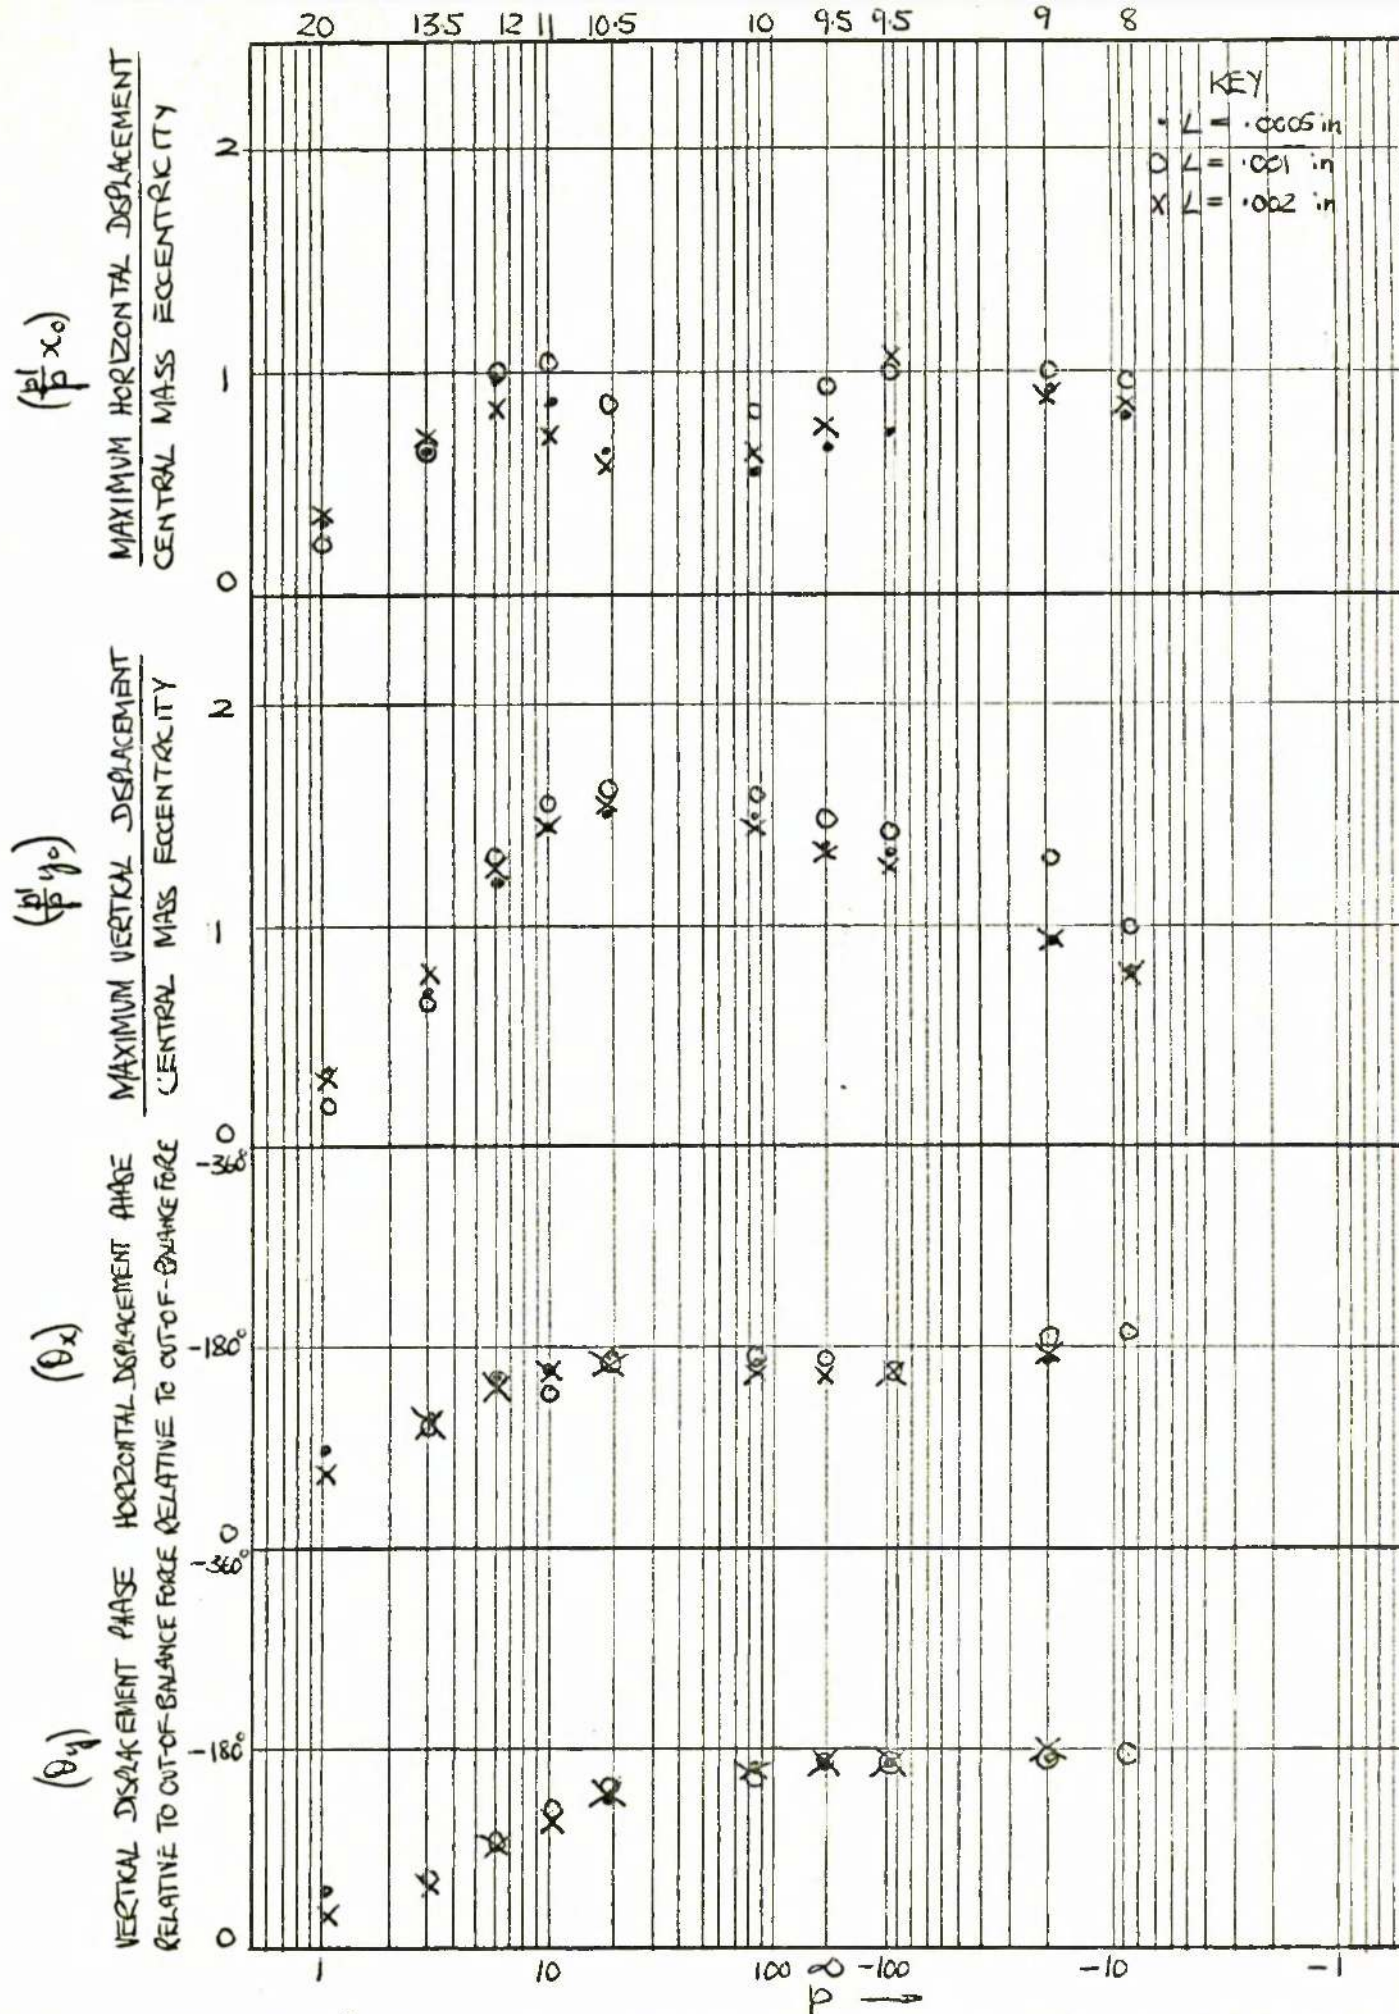 20 13.5 12 11 10.5 10 9.5 9.5 9 8
KEY
• L = .0005 in
O L = .001 in
X L = .002 in
(p'/p x₀)
MAXIMUM HORIZONTAL DISPLACEMENT
CENTRAL MASS ECCENTRICITY
2
1
0
(p'/p y₀)
MAXIMUM VERTICAL DISPLACEMENT
CENTRAL MASS ECCENTRICITY
2
1
0
(θx)
HORIZONTAL DISPLACEMENT PHASE
RELATIVE TO OUT-OF-BALANCE FORE
-360°
-180°
0
(θy)
VERTICAL DISPLACEMENT PHASE
RELATIVE TO OUT-OF-BALANCE FORCE
-360°
-180°
0
1 10 100 ∞ -100 -10 -1
p →